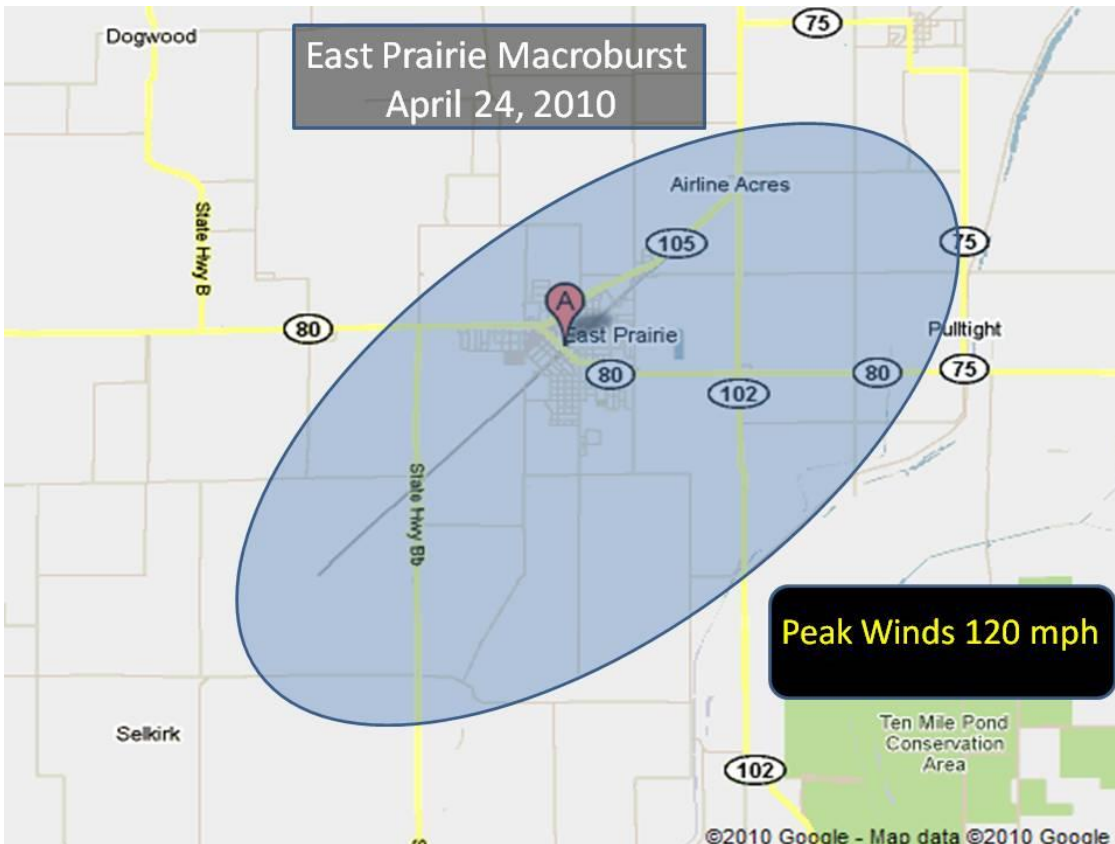 75
Dogwood
East Prairie Macroburst
April 24, 2010
Airline Acres
State Hwy B
105
75
A
80
East Prairie
Pulltight
80
80
75
102
State Hwy Bb
Peak Winds 120 mph
Selkirk
Ten Mile Pond
Conservation
Area
102
S
©2010 Google - Map data ©2010 Google